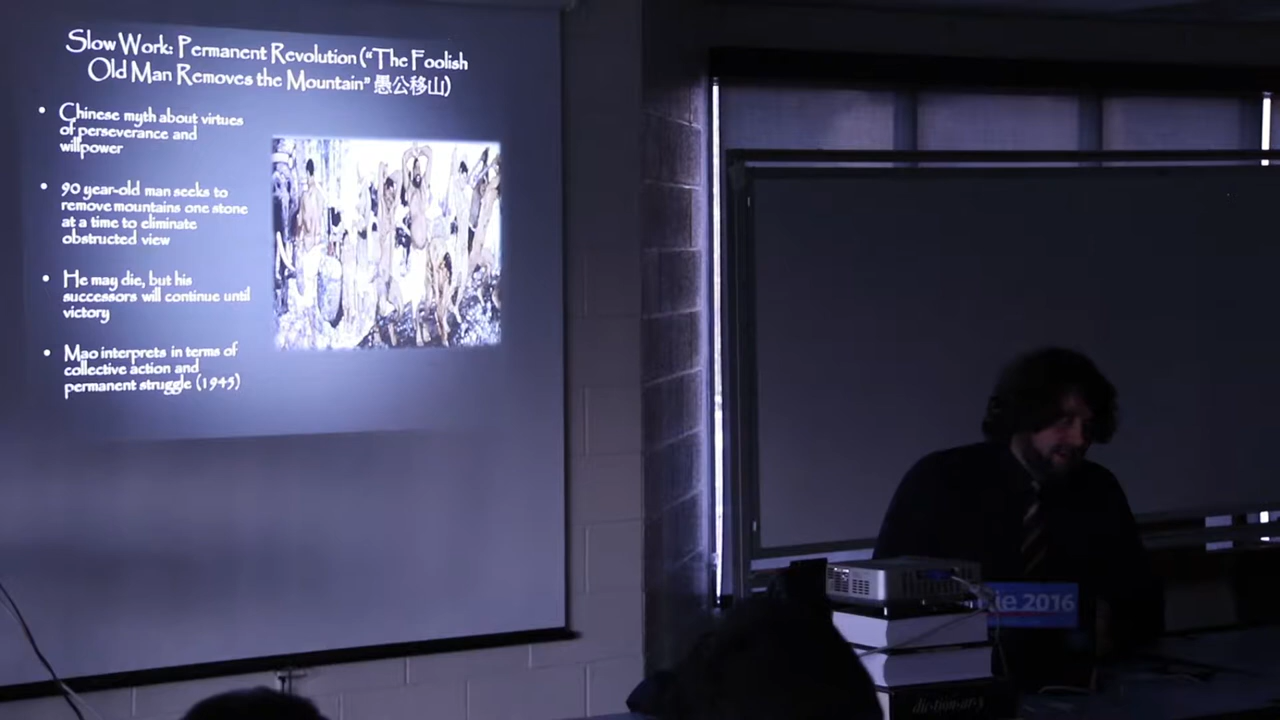 Slow Work: Permanent Revolution (“The Foolish
Old Man Removes the Mountain” 愚公移山)
• Chinese myth about virtues
of perseverance and
willpower
• 90 year-old man seeks to
remove mountains one stone
at a time to eliminate
obstructed view
• He may die, but his
successors will continue until
victory
• Mao interprets in terms of
collective action and
permanent struggle (1945)
ie 2016
dictionary